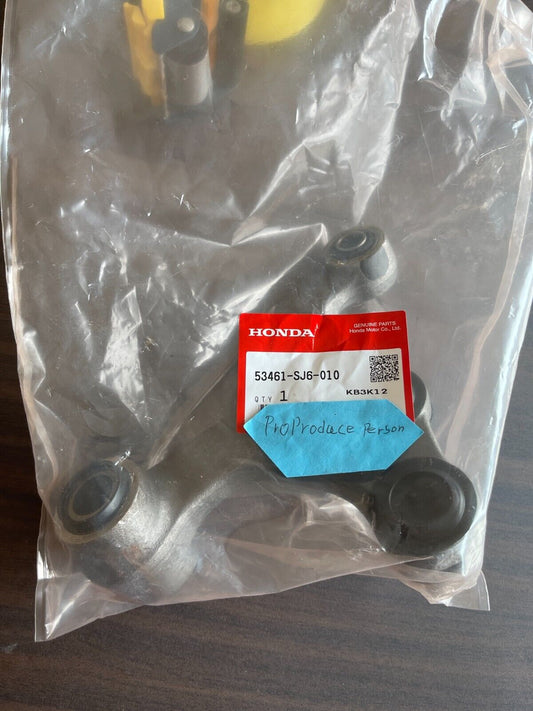 HONDA
GENUINE PARTS
Honda Motor Co., Ltd.
53461-SJ6-010
QTY 1
KB3K12
ProProduce person